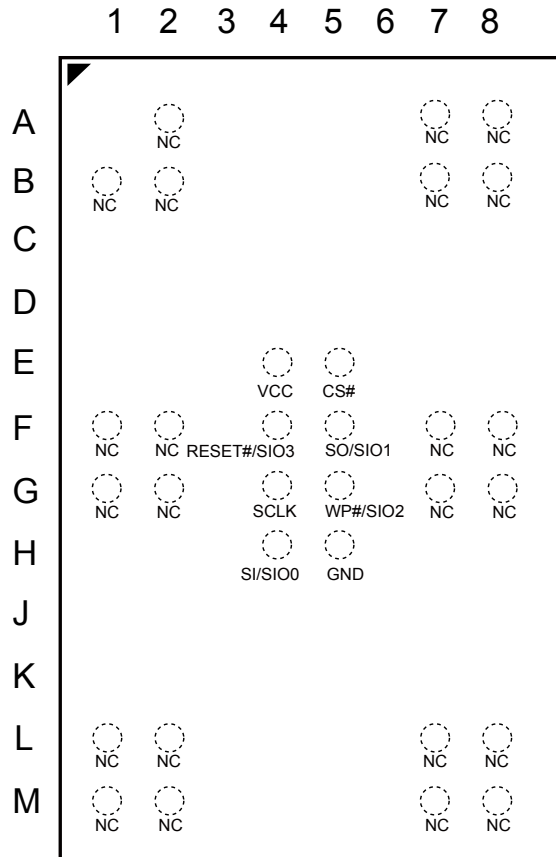 1 2 3 4 5 6 7 8
A
NC NC NC
B
NC NC NC NC
C
D
E
VCC CS#
F
NC NC RESET#/SIO3 SO/SIO1 NC NC
G
NC NC SCLK WP#/SIO2 NC NC
H
SI/SIO0 GND
J
K
L
NC NC NC NC
M
NC NC NC NC